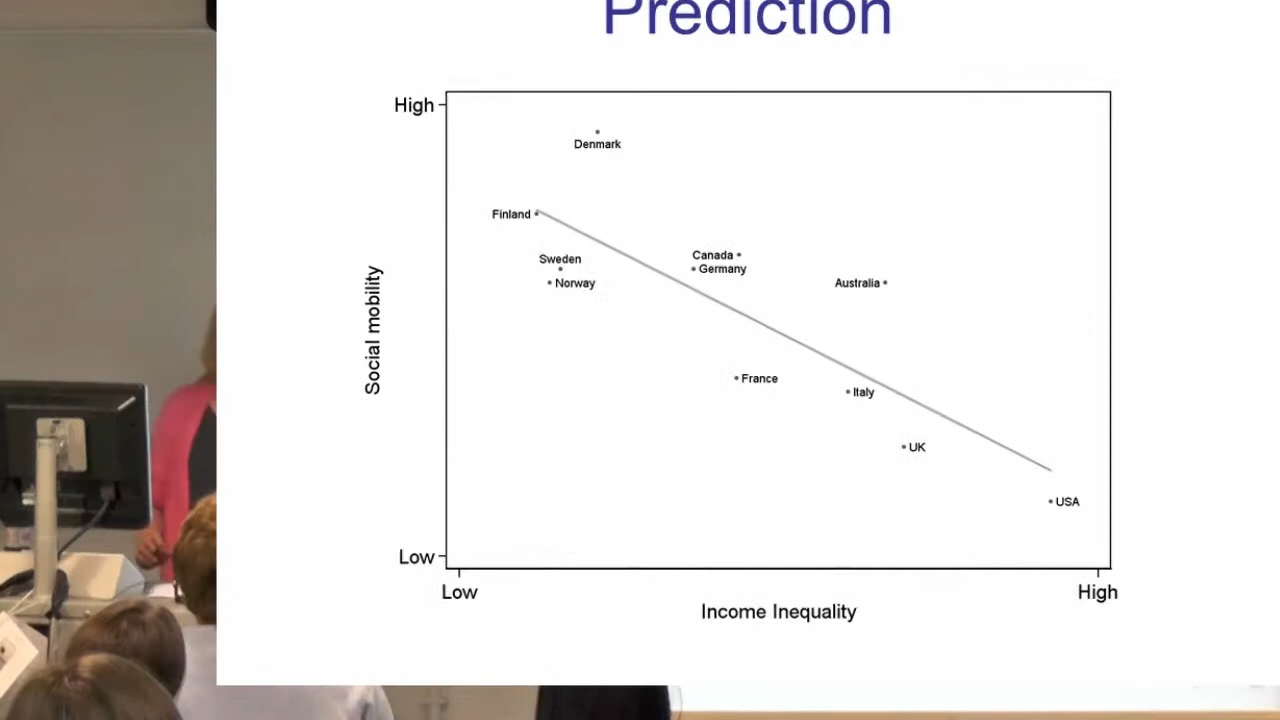 Prediction
High
Denmark
Finland
Sweden
Canada
Germany
Norway
Australia
Social mobility
France
Italy
UK
USA
Low
Low
High
Income Inequality